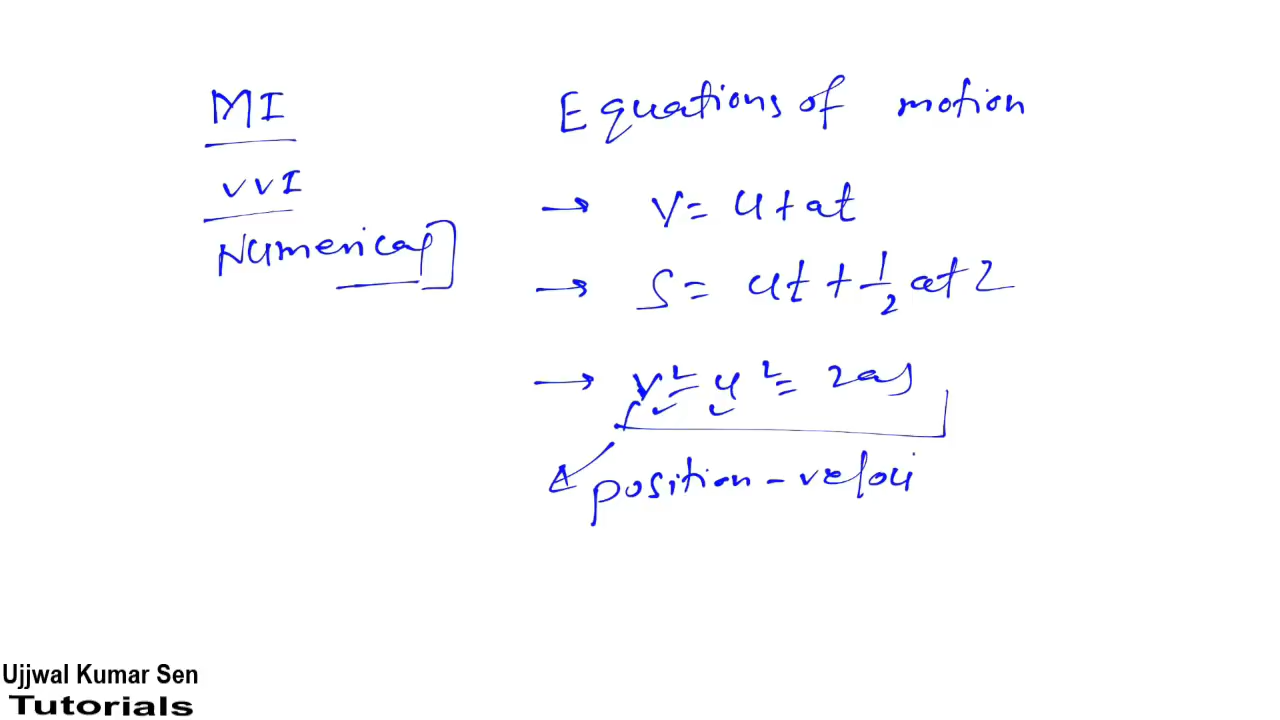 MI
VVI
Numerical
Equations of motion
→ V = u + at
→ S = ut + 1/2 at2
→ v² - u² = 2as
position - veloci
Ujjwal Kumar Sen
Tutorials